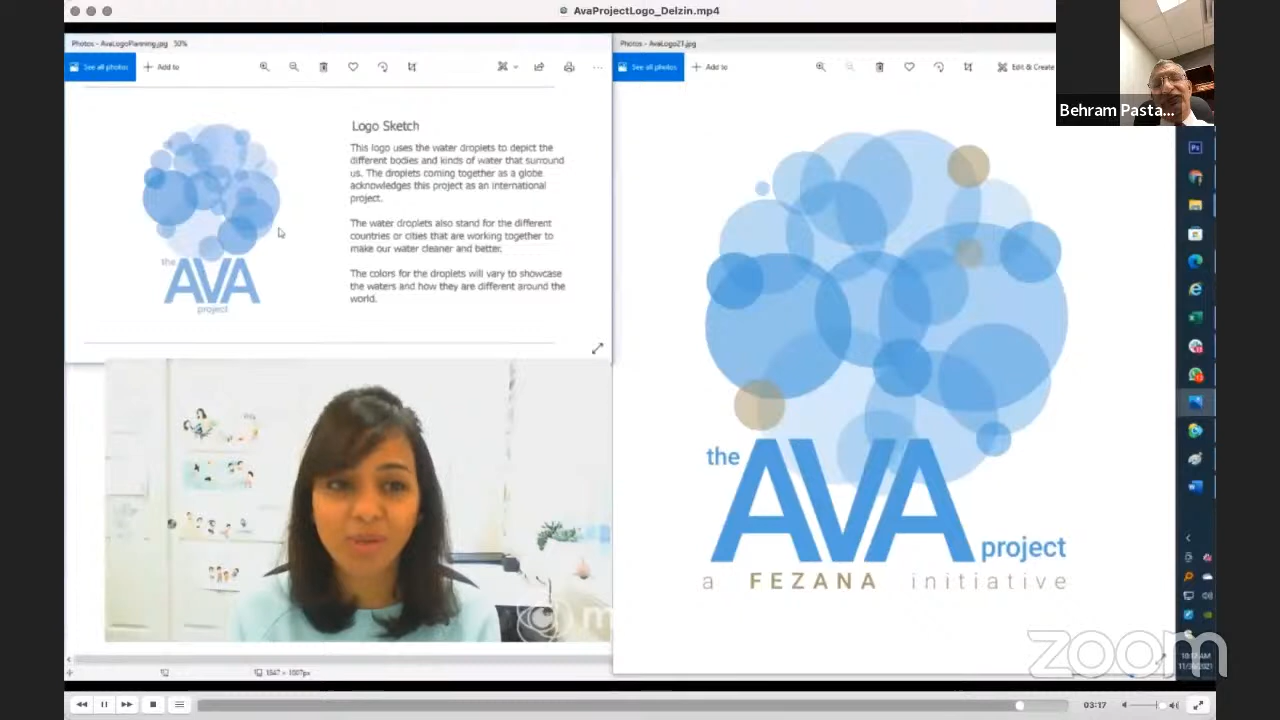 AvaProjectLogo_Delzin.mp4
Photos - AvaLogoPlanning.jpg 50%
See all photos
Add to
Logo Sketch
This logo uses the water droplets to depict the
different bodies and kinds of water that surround
us. The droplets coming together as a globe
acknowledges this project as an international
project.
The water droplets also stand for the different
countries or cities that are working together to
make our water cleaner and better.
The colors for the droplets will vary to showcase
the waters and how they are different around the
world.
the
AVA
project
Photos - AvaLogo21.jpg
See all photos
Add to
Edit & Create
Behram Pasta...
the
AVA
project
a FEZANA initiative
zoom
03:17